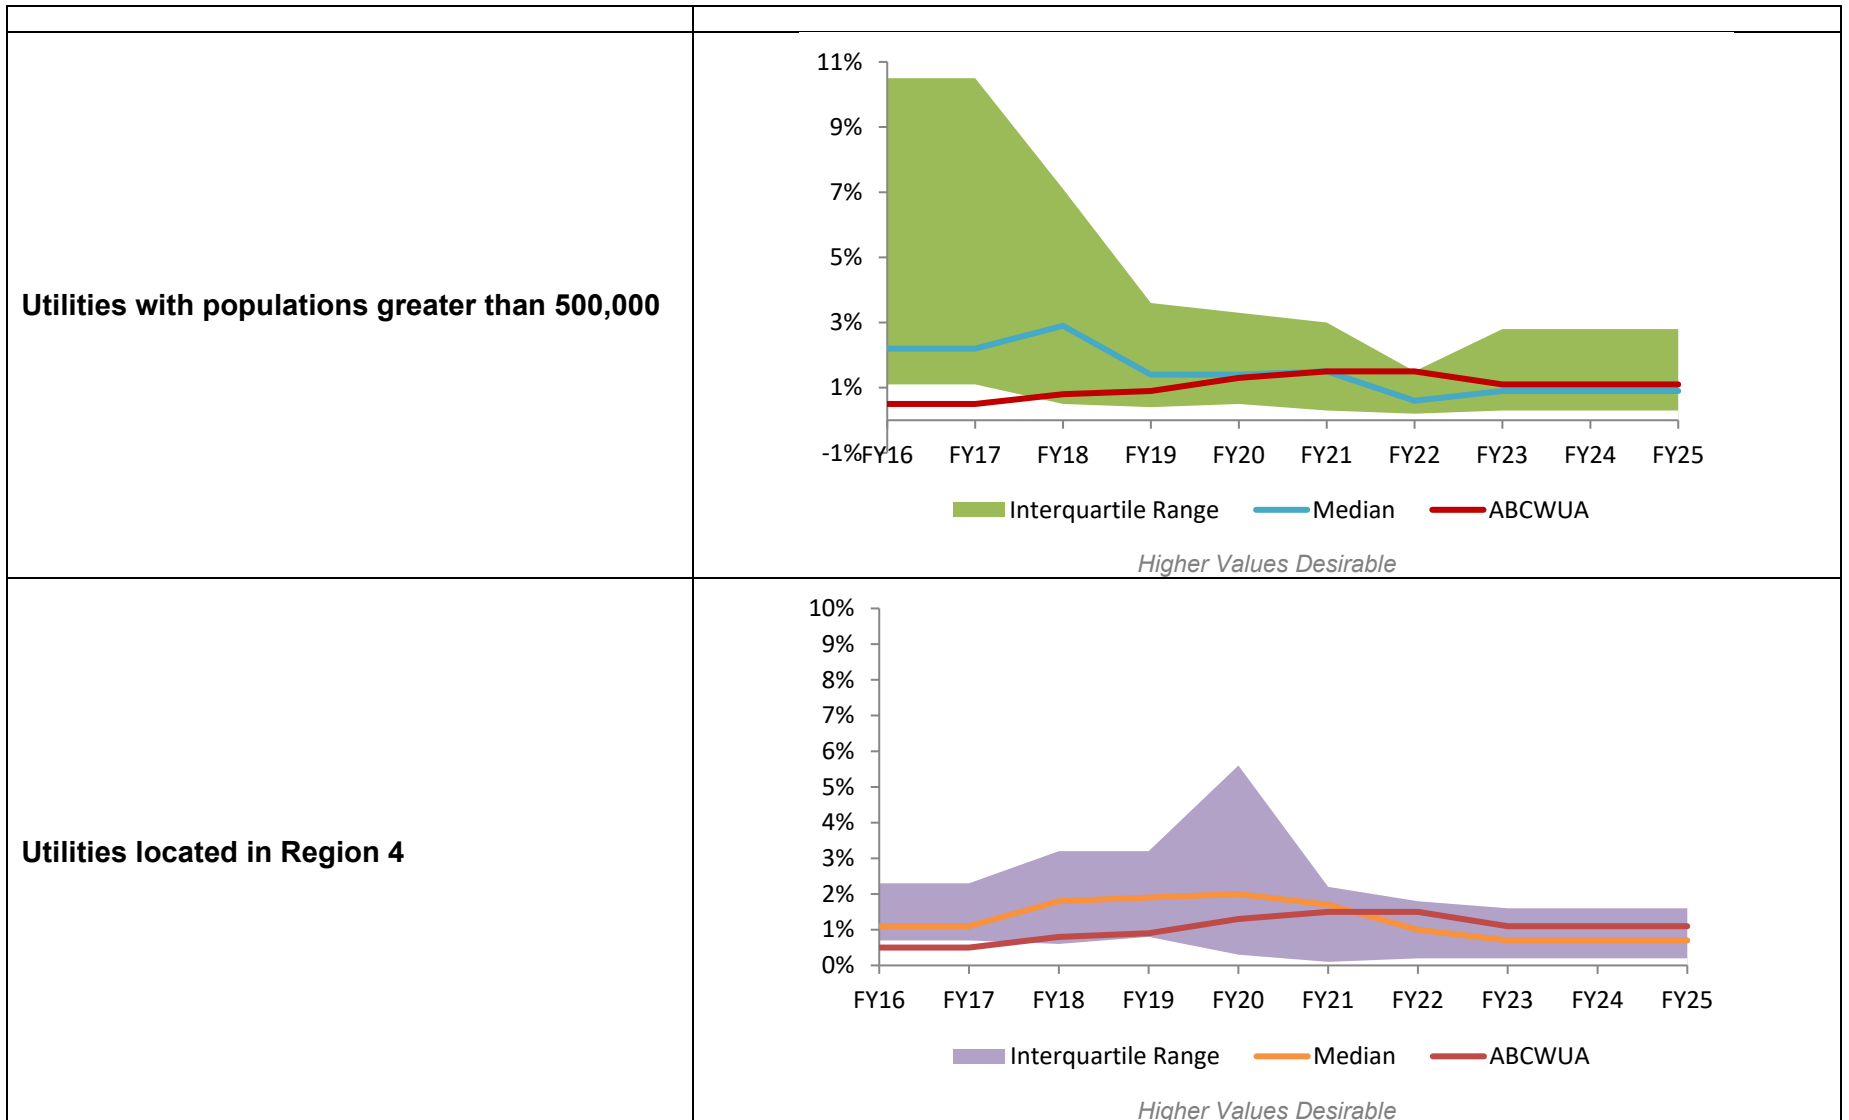 Utilities with populations greater than 500,000
11%
9%
7%
5%
3%
1%
-1%
FY16 FY17 FY18 FY19 FY20 FY21 FY22 FY23 FY24 FY25
Interquartile Range Median ABCWUA
Higher Values Desirable
Utilities located in Region 4
10%
9%
8%
7%
6%
5%
4%
3%
2%
1%
0%
FY16 FY17 FY18 FY19 FY20 FY21 FY22 FY23 FY24 FY25
Interquartile Range Median ABCWUA
Higher Values Desirable